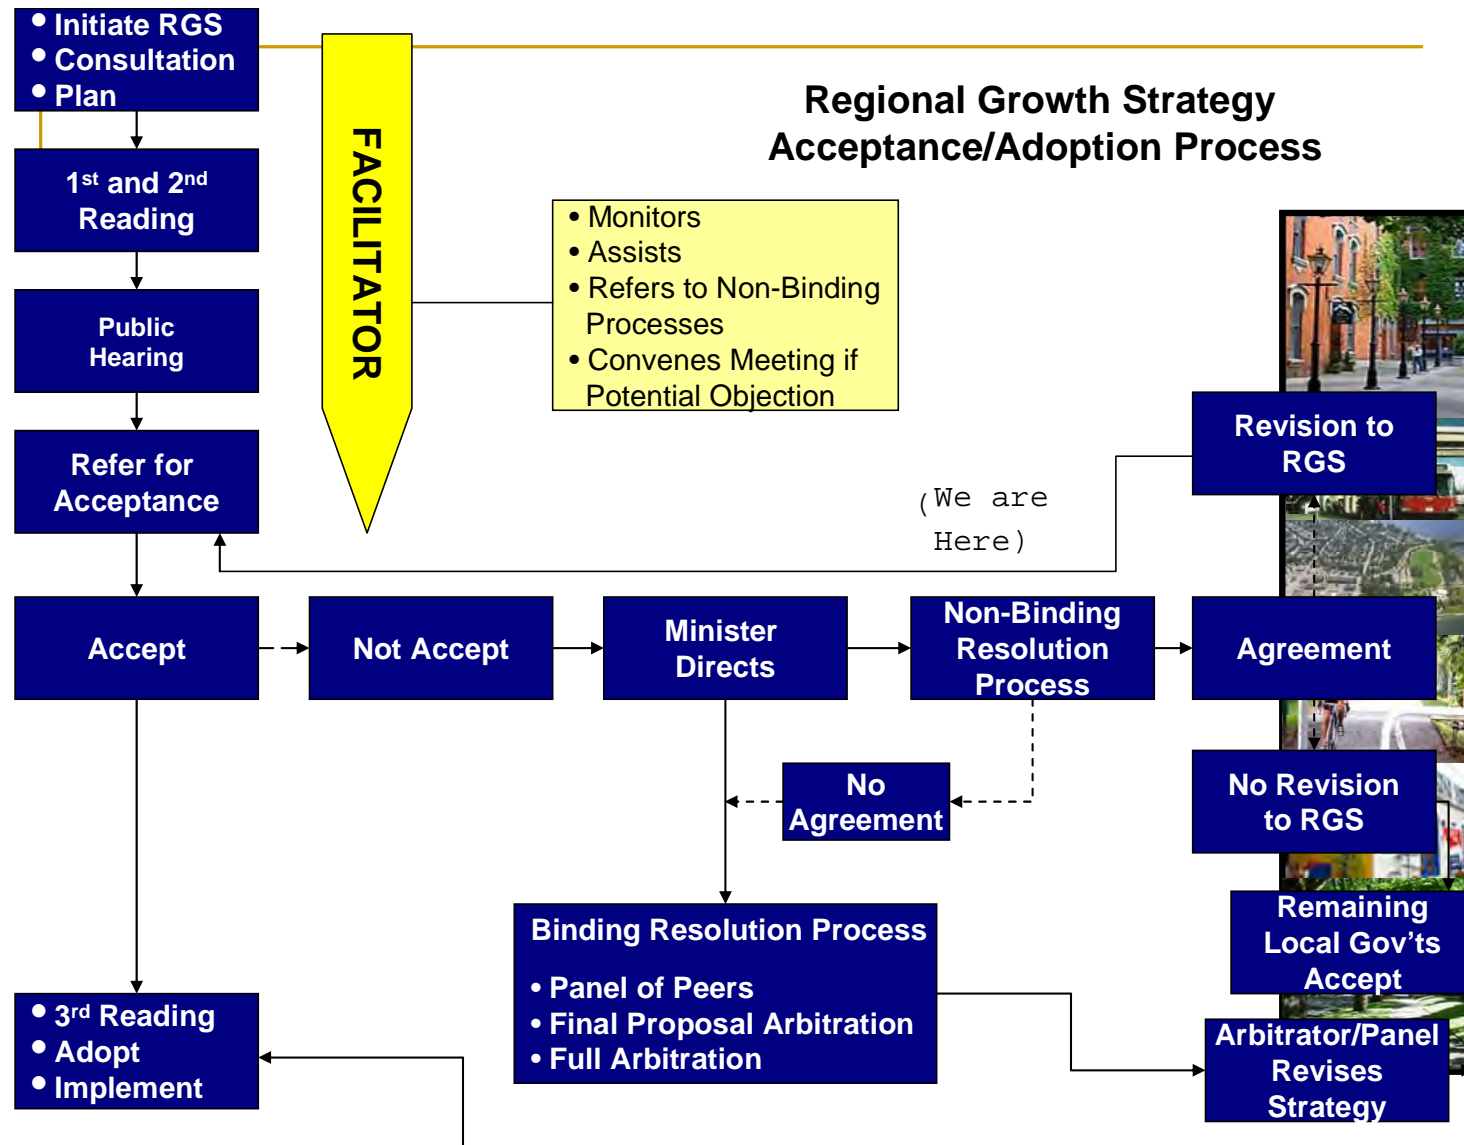 • Initiate RGS
• Consultation
• Plan
Regional Growth Strategy
Acceptance/Adoption Process
FACILITATOR
1st and 2nd
Reading
• Monitors
• Assists
• Refers to Non-Binding
Processes
• Convenes Meeting if
Potential Objection
Public
Hearing
Refer for
Acceptance
Revision to
RGS
(We are
Here)
Accept
Not Accept
Minister
Directs
Non-Binding
Resolution
Process
Agreement
No
Agreement
No Revision
to RGS
Binding Resolution Process
• Panel of Peers
• Final Proposal Arbitration
• Full Arbitration
Remaining
Local Gov'ts
Accept
• 3rd Reading
• Adopt
• Implement
Arbitrator/Panel
Revises
Strategy